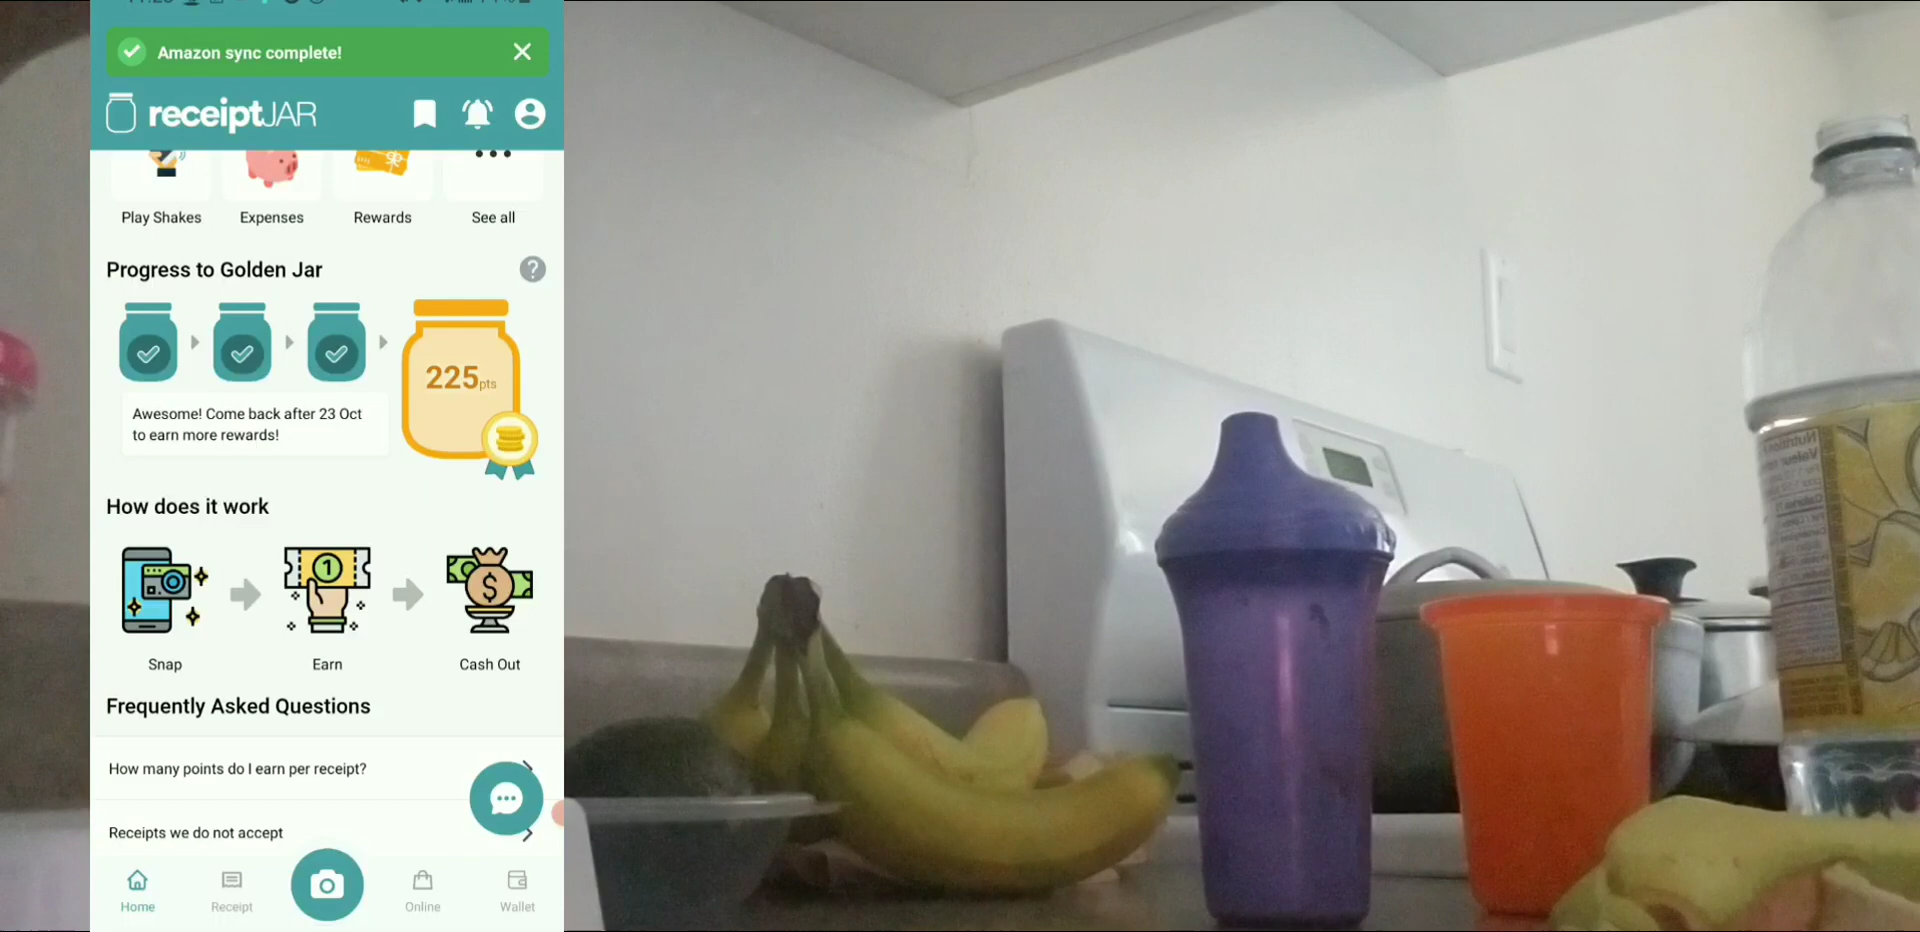 Amazon sync complete!
receiptJAR
Play Shakes
Expenses
Rewards
See all
Progress to Golden Jar
?
225pts
Awesome! Come back after 23 Oct
to earn more rewards!
How does it work
1
$
Snap
Earn
Cash Out
Frequently Asked Questions
How many points do I earn per receipt?
Receipts we do not accept
Home
Receipt
Online
Wallet